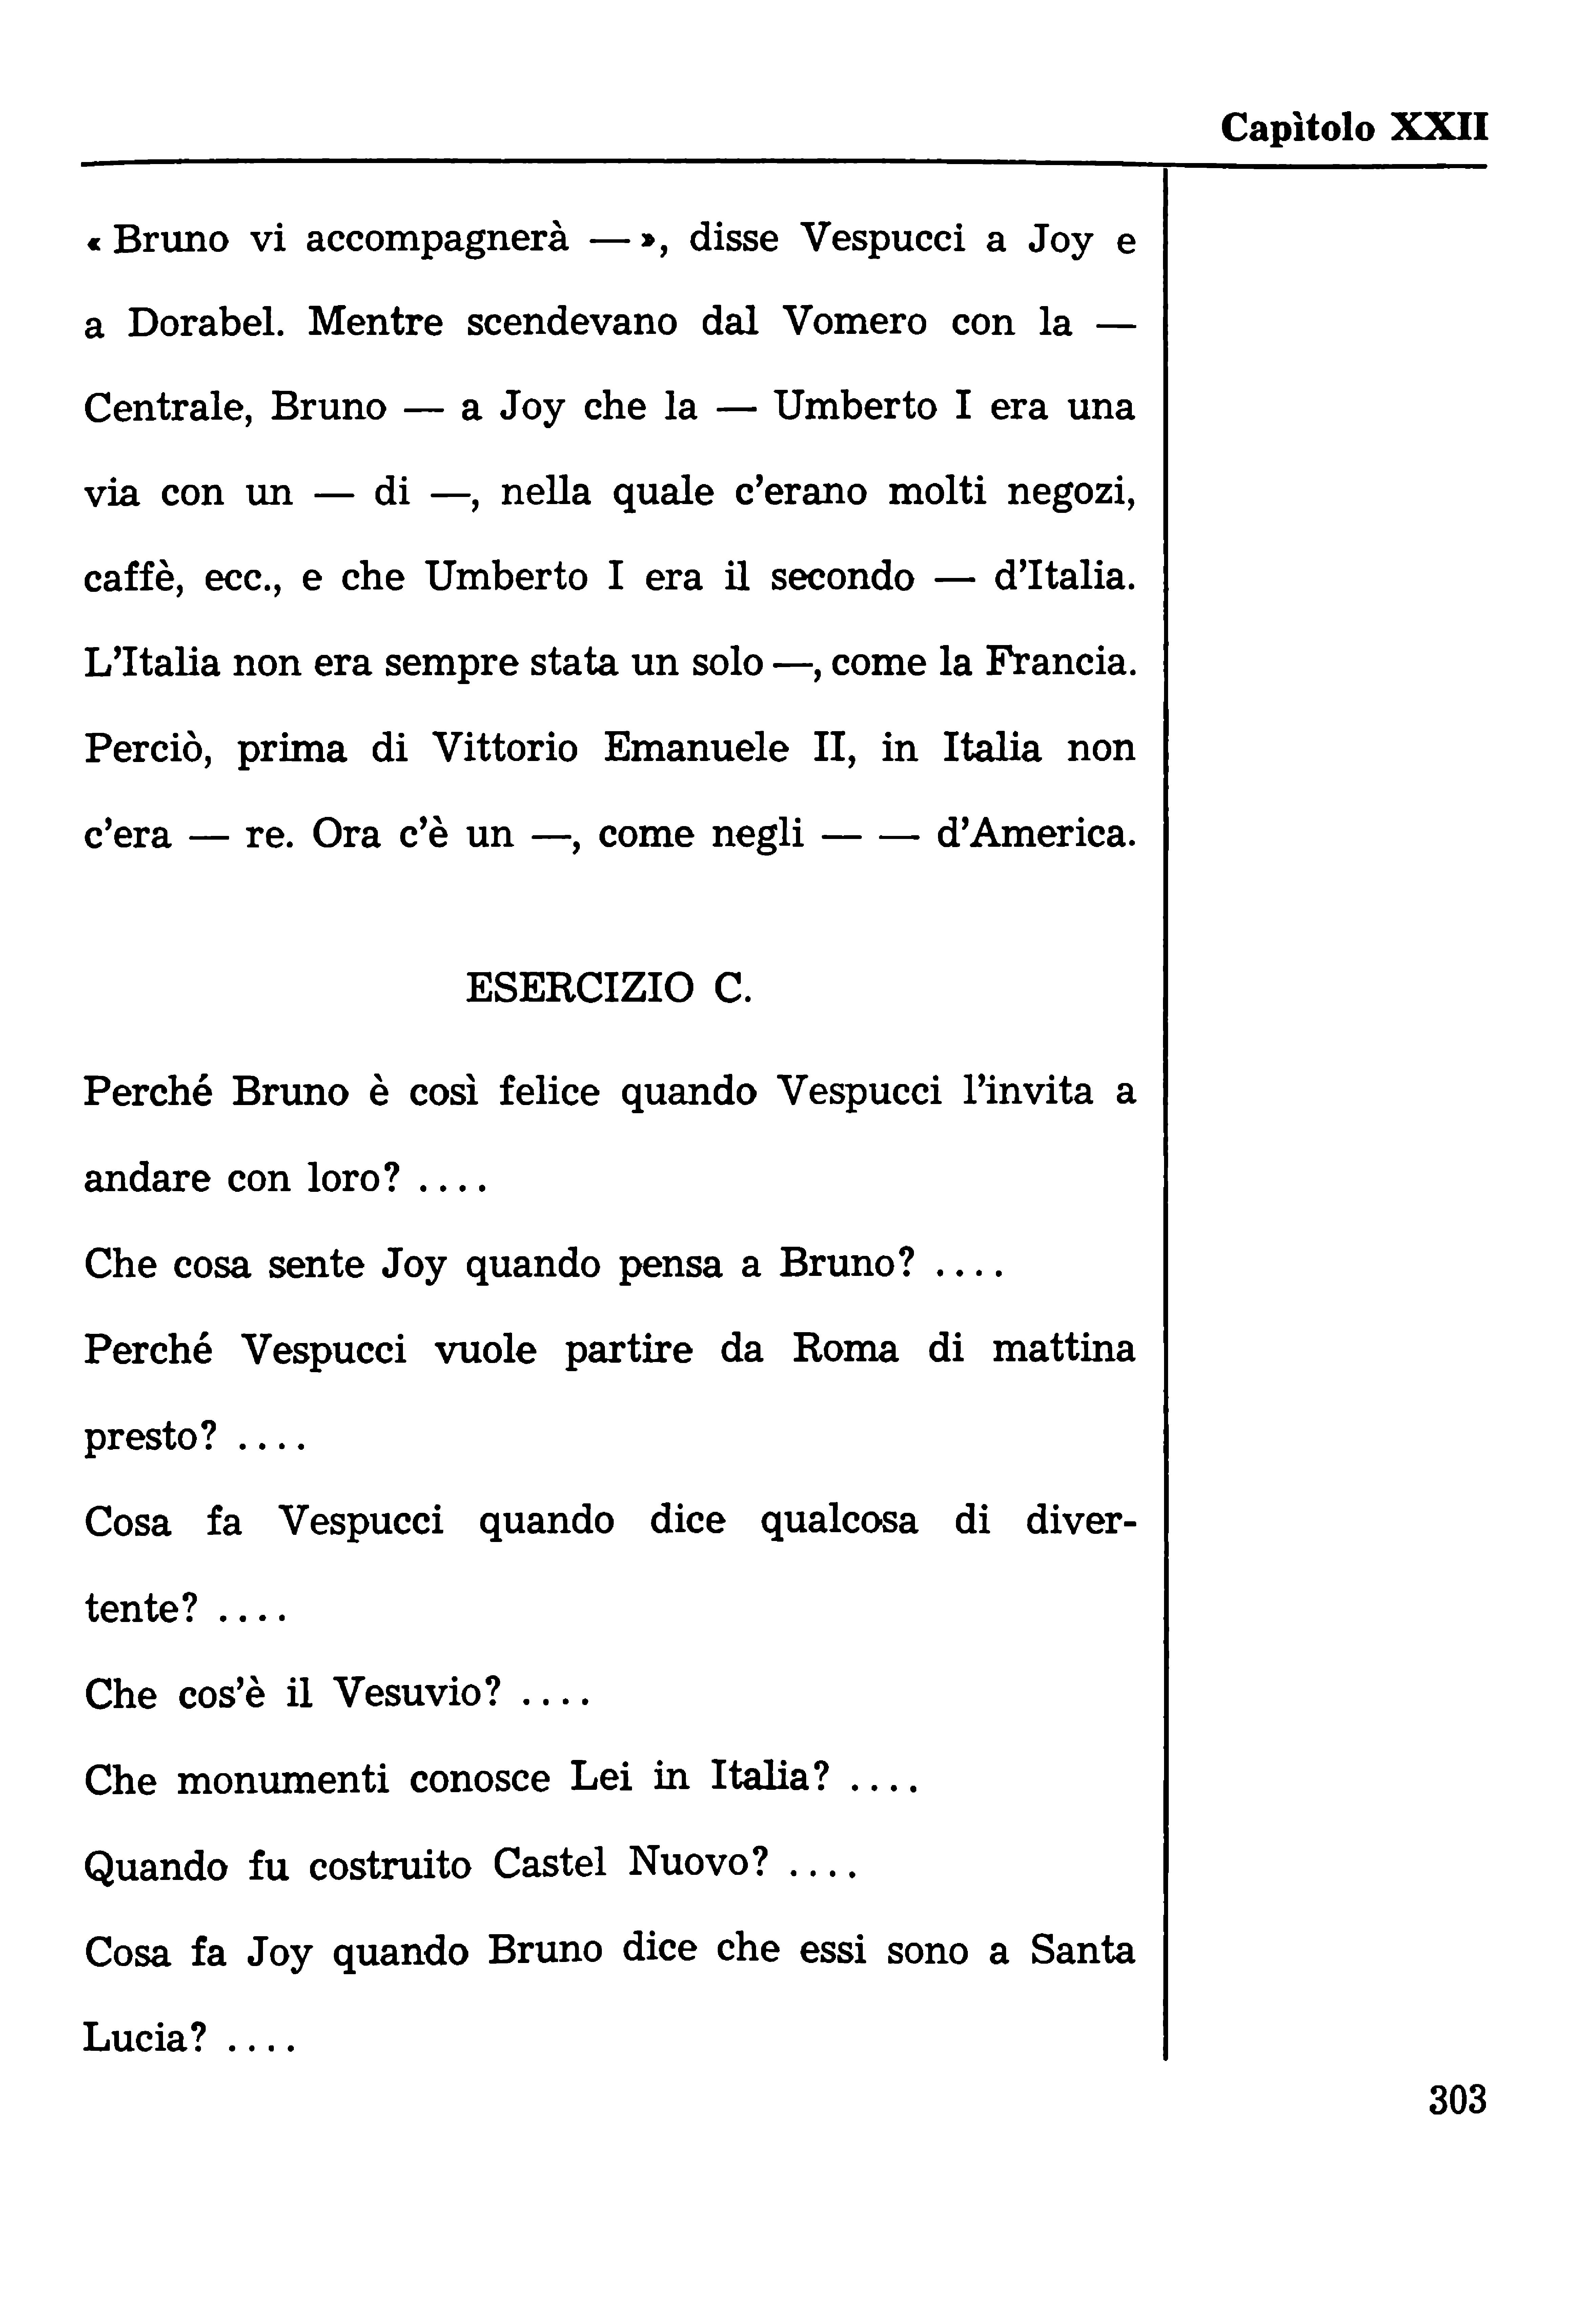 Capìtolo XXII
« Bruno vi accompagnerà — », disse Vespucci a Joy e
a Dorabel. Mentre scendevano dal Vomero con la —
Centrale, Bruno — a Joy che la — Umberto I era una
via con un — di —, nella quale c’erano molti negozi,
caffè, ecc., e che Umberto I era il secondo — d’Italia.
L’Italia non era sempre stata un solo —, come la Francia.
Perciò, prima di Vittorio Emanuele II, in Italia non
c’era — re. Ora c’è un —, come negli — — d’America.
ESERCIZIO C.
Perché Bruno è così felice quando Vespucci l’invita a
andare con loro? ....
Che cosa sente Joy quando pensa a Bruno? ....
Perché Vespucci vuole partire da Roma di mattina
presto? ....
Cosa fa Vespucci quando dice qualcosa di diver-
tente? ....
Che cos’è il Vesuvio? ....
Che monumenti conosce Lei in Italia? ....
Quando fu costruito Castel Nuovo? ....
Cosa fa Joy quando Bruno dice che essi sono a Santa
Lucia? ....
303